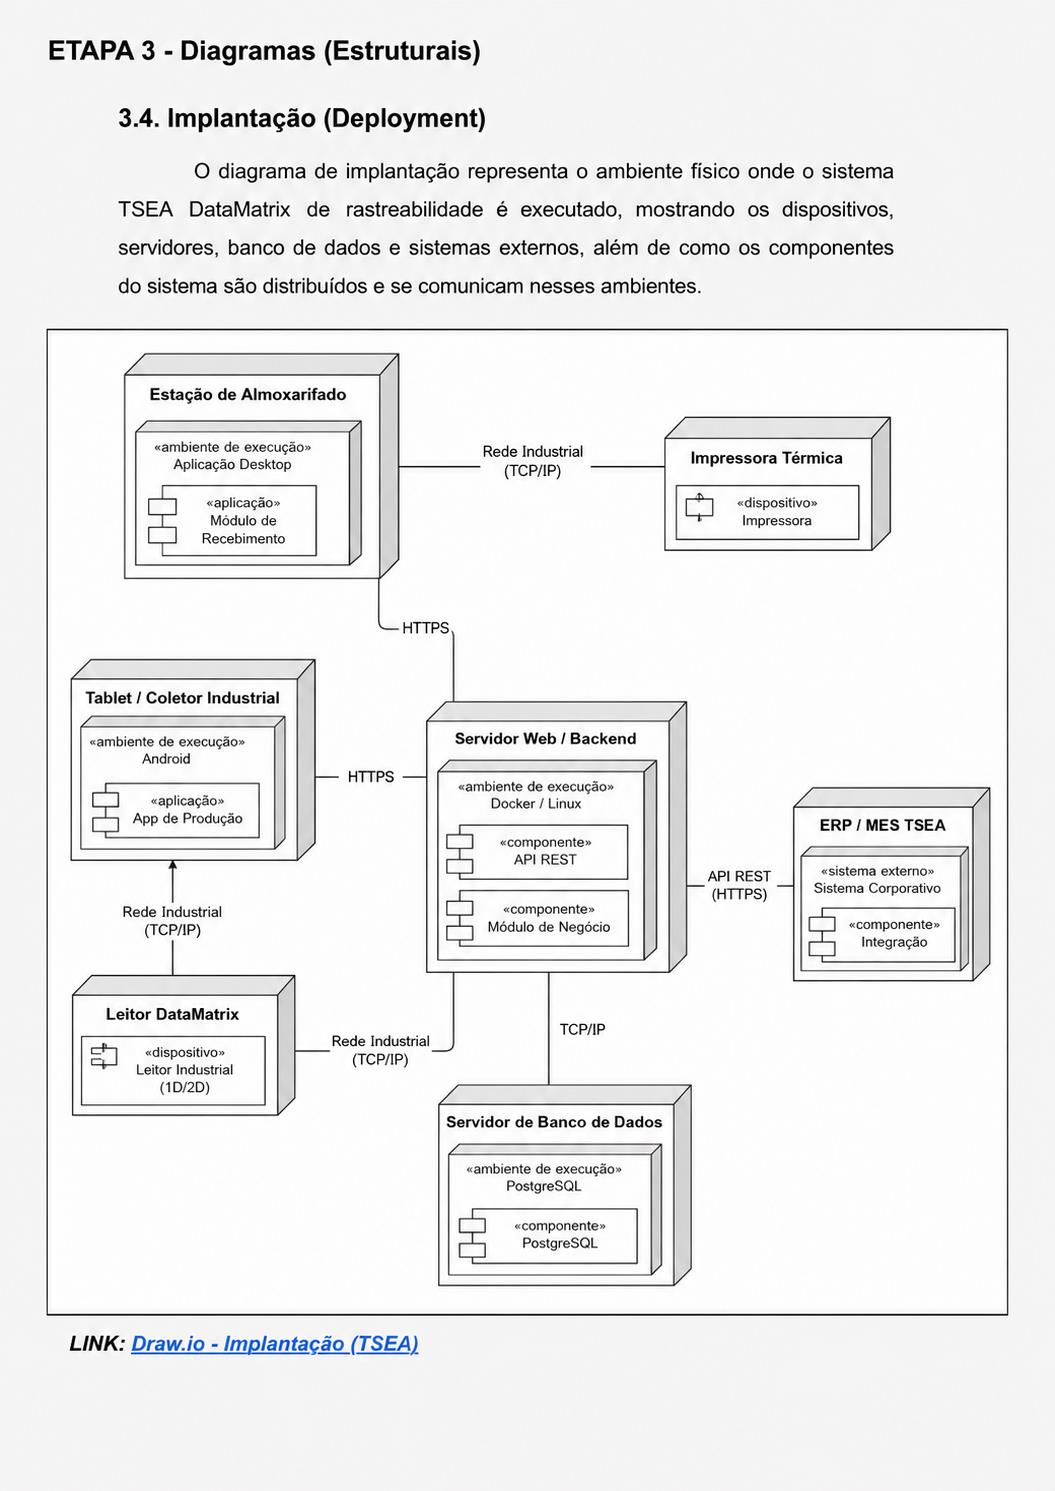 ETAPA 3 - Diagramas (Estruturais)
3.4. Implantação (Deployment)
O diagrama de implantação representa o ambiente físico onde o sistema
TSEA DataMatrix de rastreabilidade é executado, mostrando os dispositivos,
servidores, banco de dados e sistemas externos, além de como os componentes
do sistema são distribuídos e se comunicam nesses ambientes.
Estação de Almoxarifado
«ambiente de execução»
Aplicação Desktop
«aplicação»
Módulo de
Recebimento
Rede Industrial
(TCP/IP)
Impressora Térmica
«dispositivo»
Impressora
HTTPS
Tablet / Coletor Industrial
«ambiente de execução»
Android
«aplicação»
App de Produção
HTTPS
Servidor Web / Backend
«ambiente de execução»
Docker / Linux
«componente»
API REST
«componente»
Módulo de Negócio
API REST
(HTTPS)
ERP / MES TSEA
«sistema externo»
Sistema Corporativo
«componente»
Integração
Rede Industrial
(TCP/IP)
Leitor DataMatrix
«dispositivo»
Leitor Industrial
(1D/2D)
Rede Industrial
(TCP/IP)
TCP/IP
Servidor de Banco de Dados
«ambiente de execução»
PostgreSQL
«componente»
PostgreSQL
LINK: Draw.io - Implantação (TSEA)